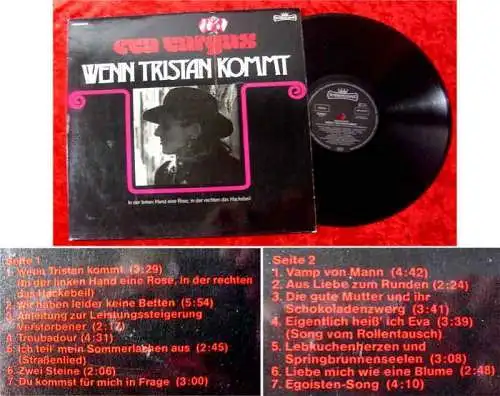 eva vargas
WENN TRISTAN KOMMT
In der linken Hand eine Rose, in der rechten das Hackebeil
Seite 1
1. Wenn Tristan kommt (3:29)
(In der linken Hand eine Rose, in der rechten
das Hackebeil)
2. Wir haben leider keine Betten (5:54)
3. Anleitung zur Leistungssteigerung
Verstorbener (2:17)
4. Troubadour (4:31)
5. Ich teil' mein Sommerlachen aus (2:45)
(Straßenlied)
6. Zwei Steine (2:06)
7. Du kommst für mich in Frage (3:00)
Seite 2
1. Vamp von Mann (4:42)
2. Aus Liebe zum Runden (2:24)
3. Die gute Mutter und ihr
Schokoladenzwerg (3:41)
4. Eigentlich heiß' ich Eva (3:39)
(Song vom Rollentausch)
5. Lebkuchenherzen und
Springbrunnenseelen (3:08)
6. Liebe mich wie eine Blume (2:48)
7. Egoisten-Song (4:10)